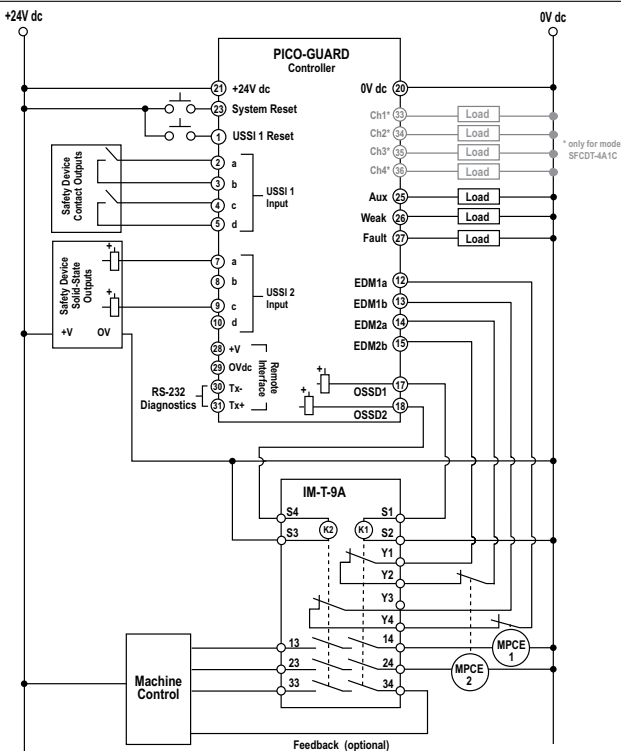 +24V dc
0V dc
PICO-GUARD
Controller
21 +24V dc
0V dc 20
23 System Reset
1 USSI 1 Reset
Ch1* 33 Load
Ch2* 34 Load
Ch3* 35 Load
Ch4* 36 Load
* only for mode
SFCDT-4A1C
Safety Device
Contact Outputs
2 a
3 b
4 c
5 d
USSI 1
Input
Aux 25 Load
Weak 26 Load
Fault 27 Load
Safety Device
Solid-State
Outputs
+
+
+V OV
7 a
8 b
9 c
10 d
USSI 2
Input
EDM1a 12
EDM1b 13
EDM2a 14
EDM2b 15
28 +V
29 OVdc
30 Tx-
31 Tx+
Remote
Interface
RS-232
Diagnostics
+
OSSD1 17
+
OSSD2 18
IM-T-9A
S4
S3
K2
K1
S1
S2
Y1
Y2
Y3
Y4
13 14
23 24
33 34
MPCE
1
MPCE
2
Machine
Control
Feedback (optional)